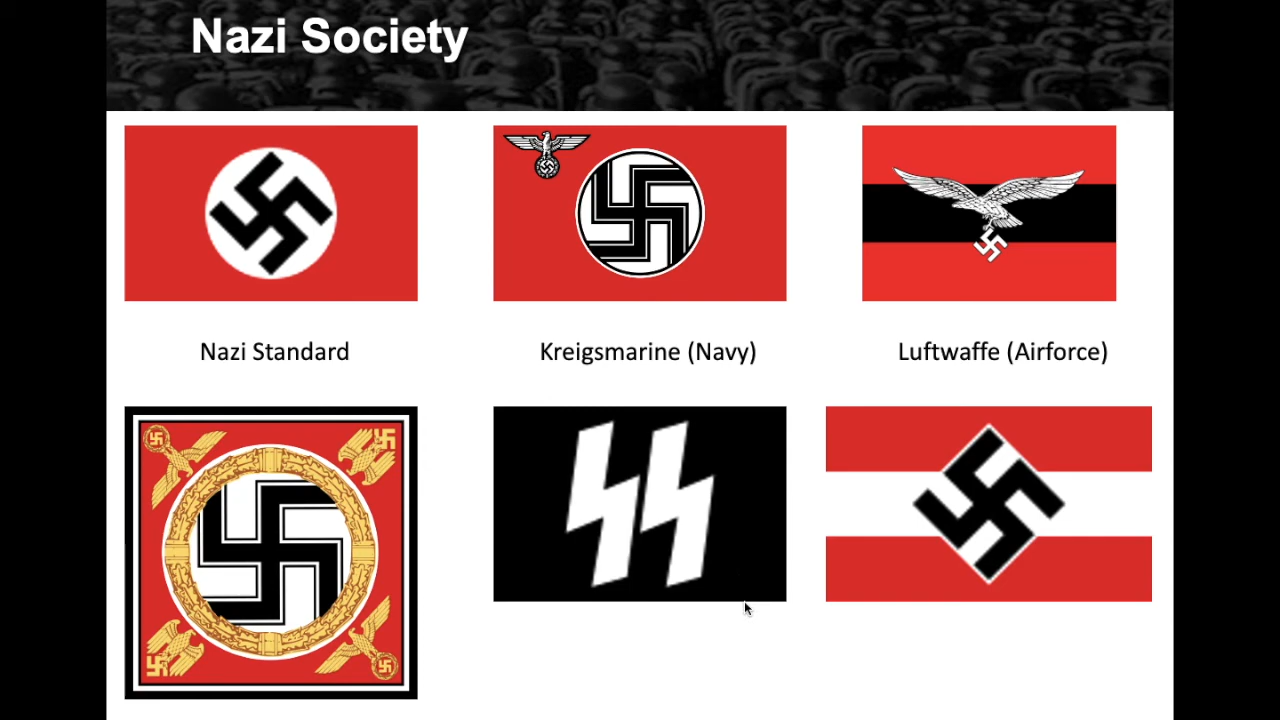 Nazi Society
Nazi Standard
Kreigsmarine (Navy)
Luftwaffe (Airforce)